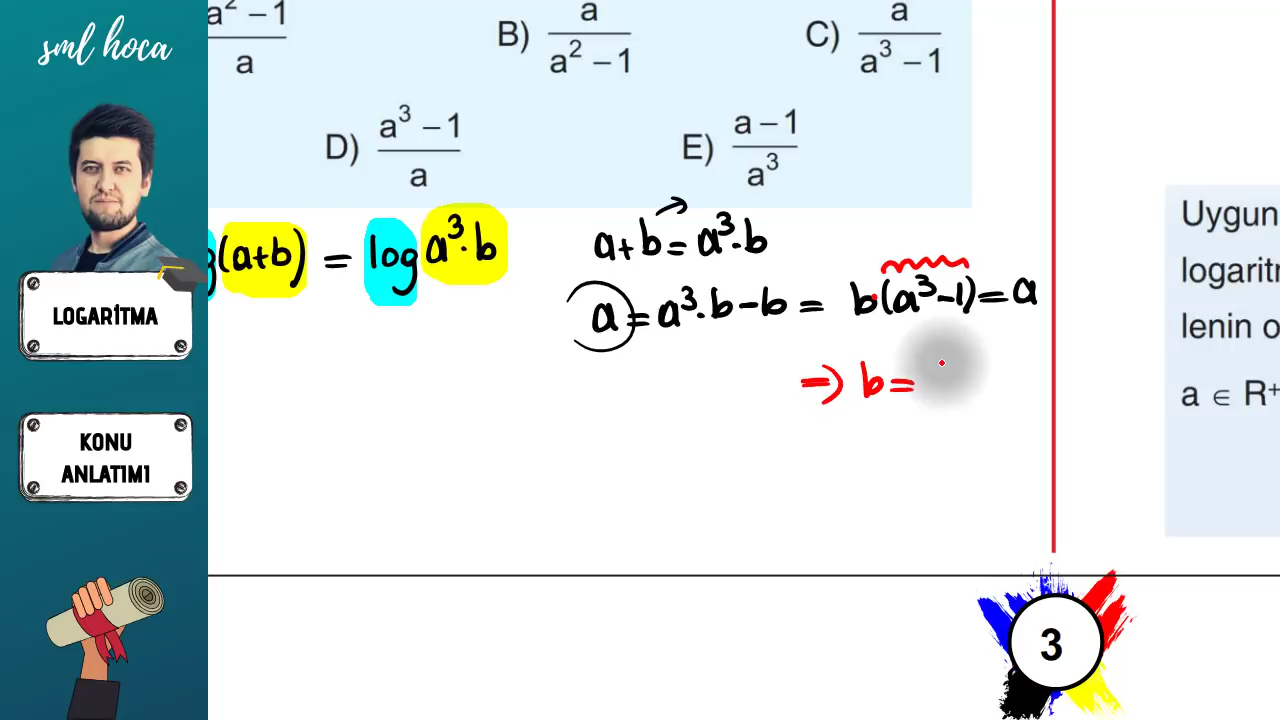 sml hoca
LOGARİTMA
KONU
ANLATIMI
a² − 1 / a
B) a / a² − 1
C) a / a³ − 1
D) a³ − 1 / a
E) a − 1 / a³
(a+b) = log a³·b
a+b = a³·b
a = a³·b − b = b(a³−1) = a
⇒ b =
Uygun
logarit
lenin o
a ∈ R⁺
3